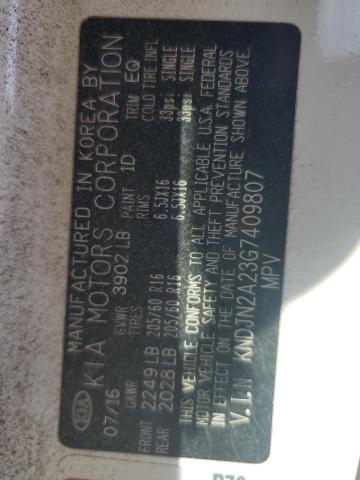 MANUFACTURED IN KOREA BY
KIA MOTORS CORPORATION
KIA
07/16 GVWR 3902 LB PAINT 1D TRIM EQ
GAWR RIMS COLD TIRE INFL
FRONT 2249 LB 205/60 R16 6.5JX16 33psi SINGLE
REAR 2028 LB 205/60 R16 6.5JX16 33psi SINGLE
THIS VEHICLE CONFORMS TO ALL APPLICABLE U.S.A FEDERAL
MOTOR VEHICLE SAFETY AND THEFT PREVENTION STANDARDS
IN EFFECT ON THE DATE OF MANUFACTURE SHOWN ABOVE.
V.I.N KNDJN2A23G7409807
MPV